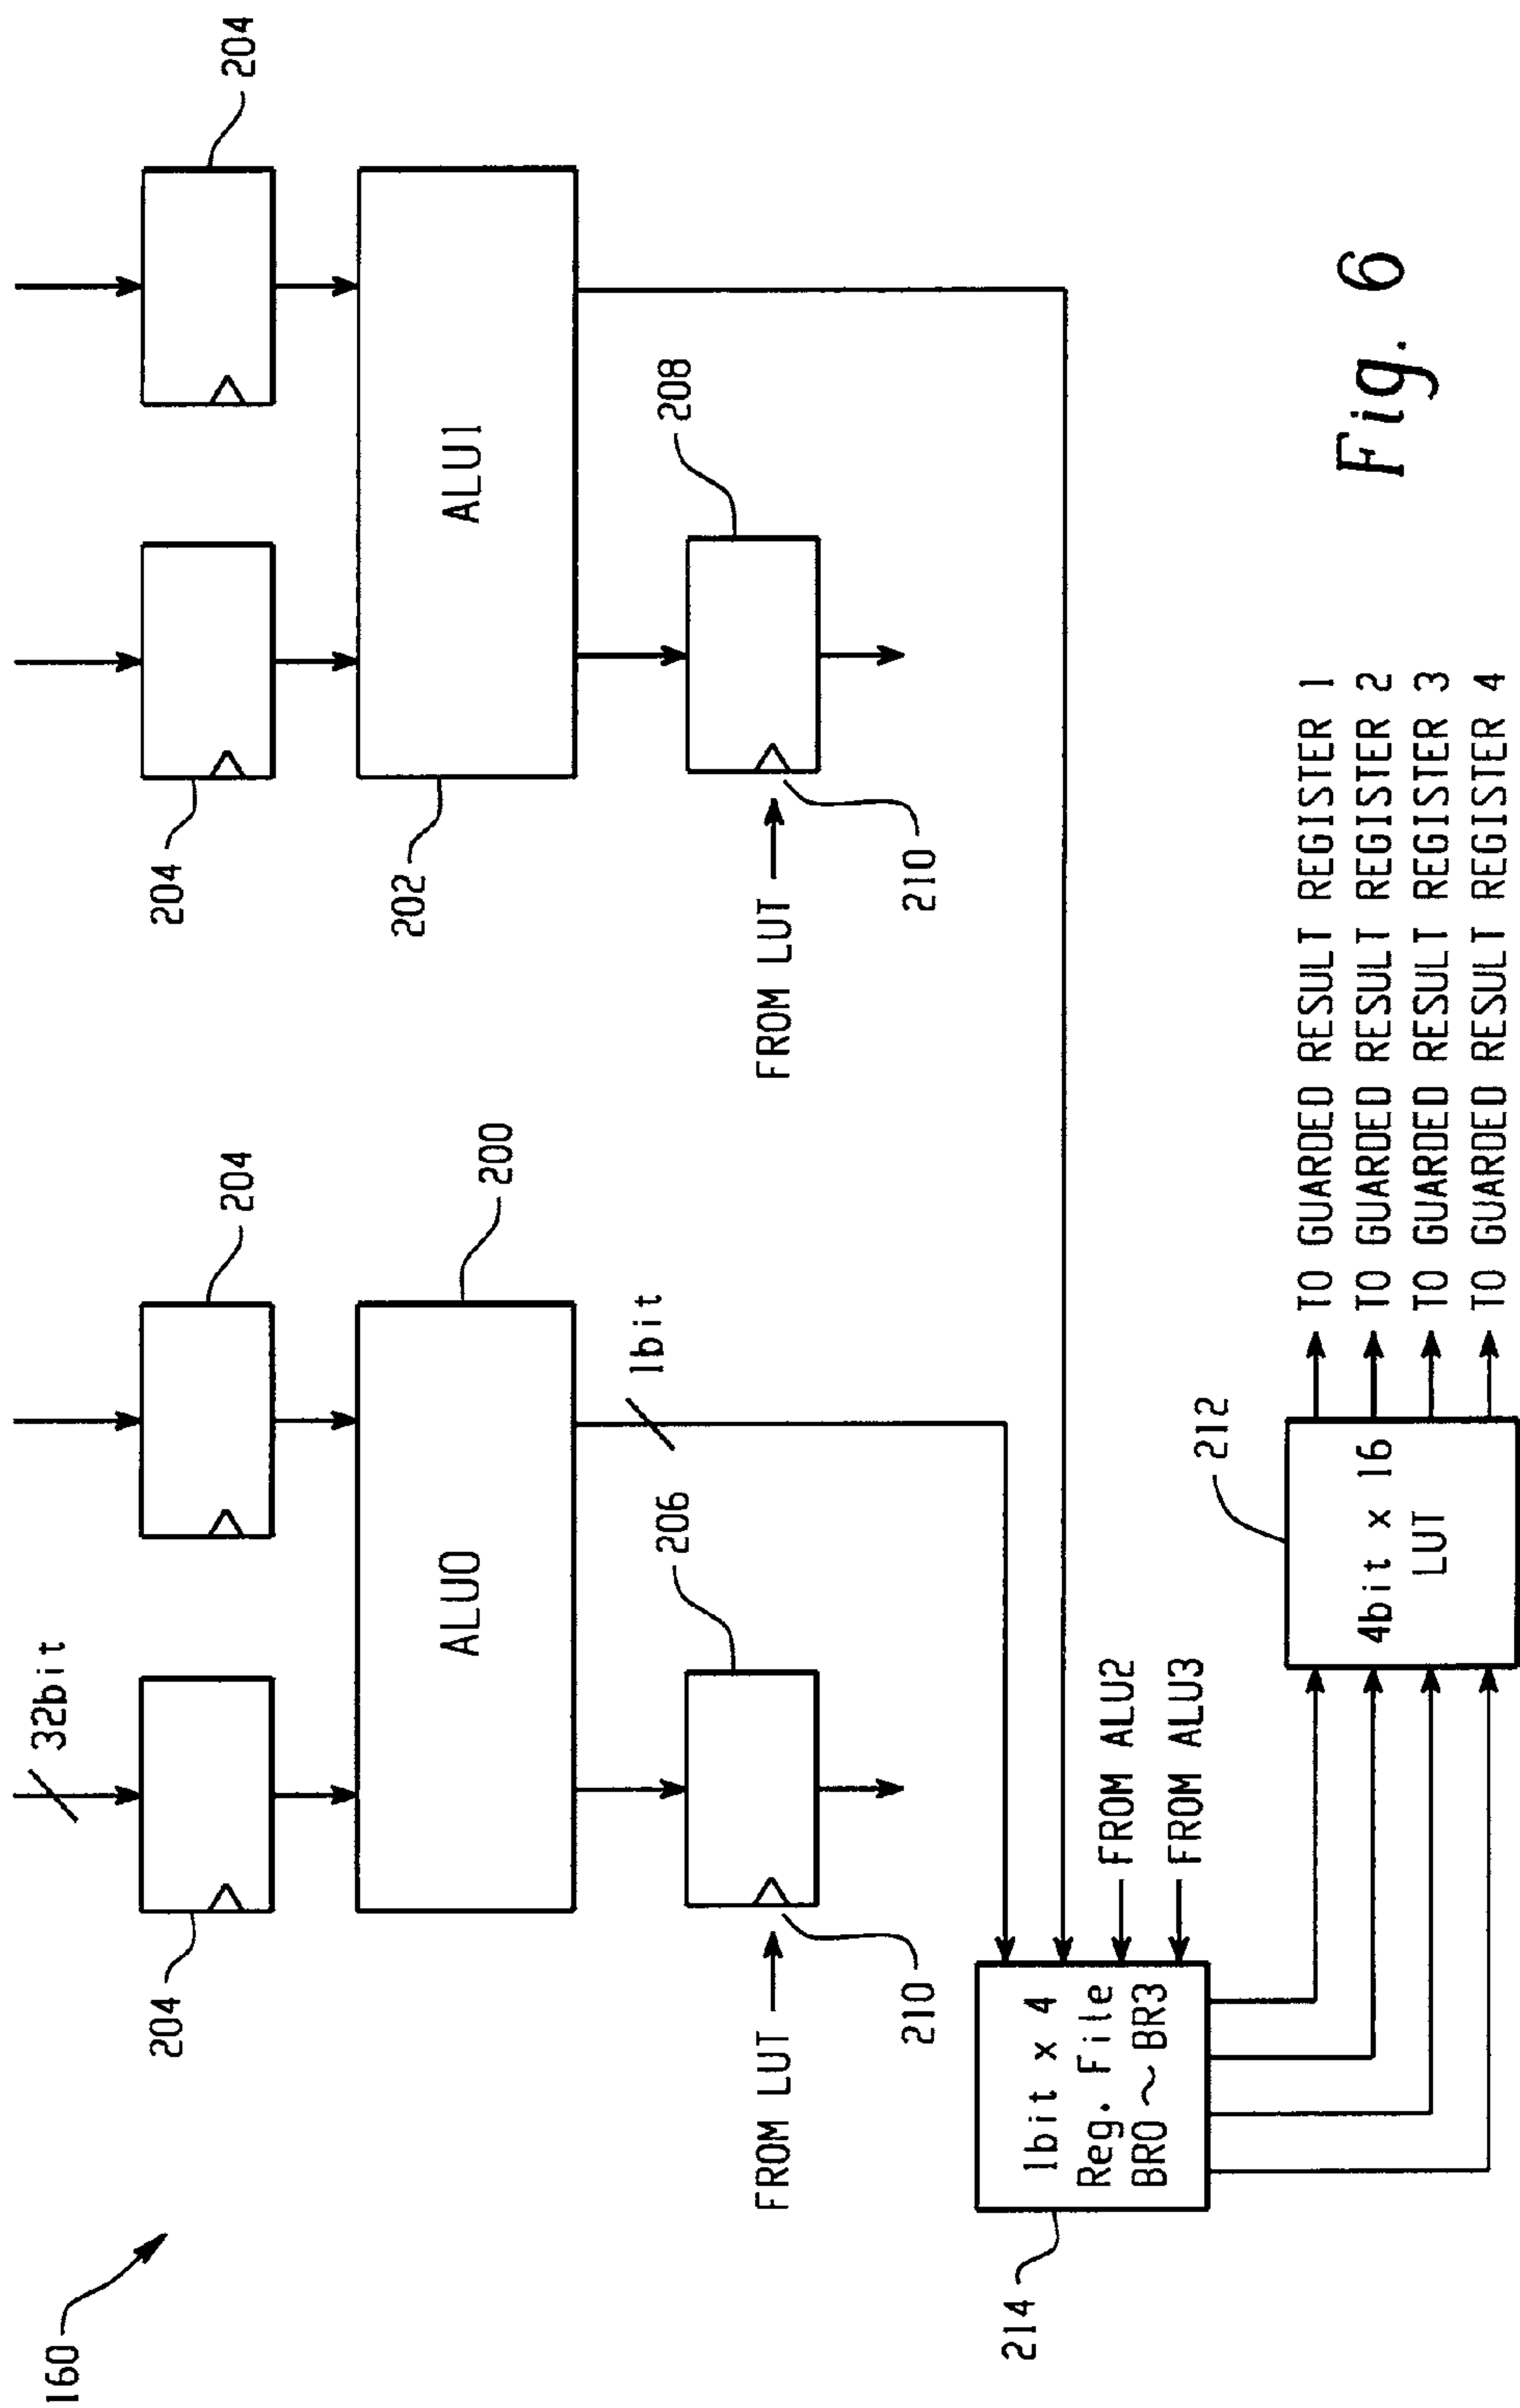 160
32bit
204
204
204
204
ALU0
200
ALU1
202
1bit
206
208
FROM LUT
210
FROM LUT
210
214
1bit x 4
Reg. File
BR0 ~ BR3
FROM ALU2
FROM ALU3
212
4bit x 16
LUT
TO GUARDED RESULT REGISTER 1
TO GUARDED RESULT REGISTER 2
TO GUARDED RESULT REGISTER 3
TO GUARDED RESULT REGISTER 4
Fig. 6